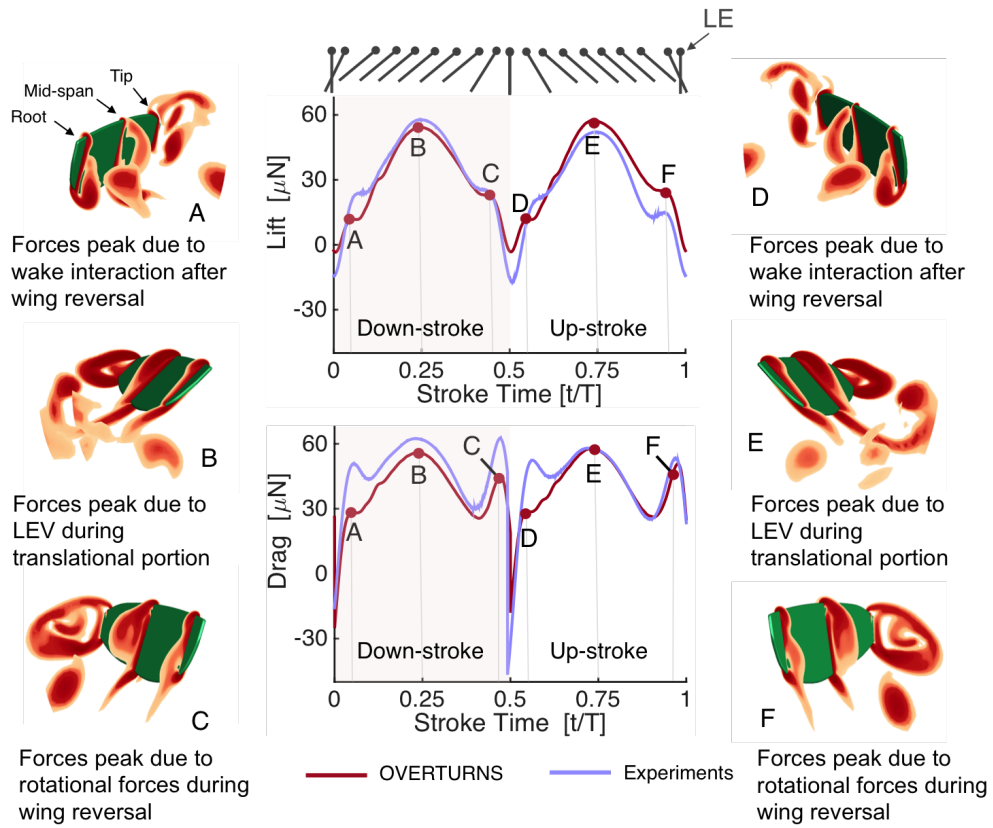 LE
Tip
Mid-span
Root
A
Forces peak due to
wake interaction after
wing reversal
B
Forces peak due to
LEV during
translational portion
C
Forces peak due to
rotational forces during
wing reversal
Lift [μN]
60
30
0
-30
A
B
C
D
E
F
Down-stroke
Up-stroke
0
0.25
0.5
0.75
1
Stroke Time [t/T]
Drag [μN]
60
30
0
-30
A
B
C
D
E
F
Down-stroke
Up-stroke
0
0.25
0.5
0.75
1
Stroke Time [t/T]
OVERTURNS
Experiments
D
Forces peak due to
wake interaction after
wing reversal
E
Forces peak due to
LEV during
translational portion
F
Forces peak due to
rotational forces during
wing reversal